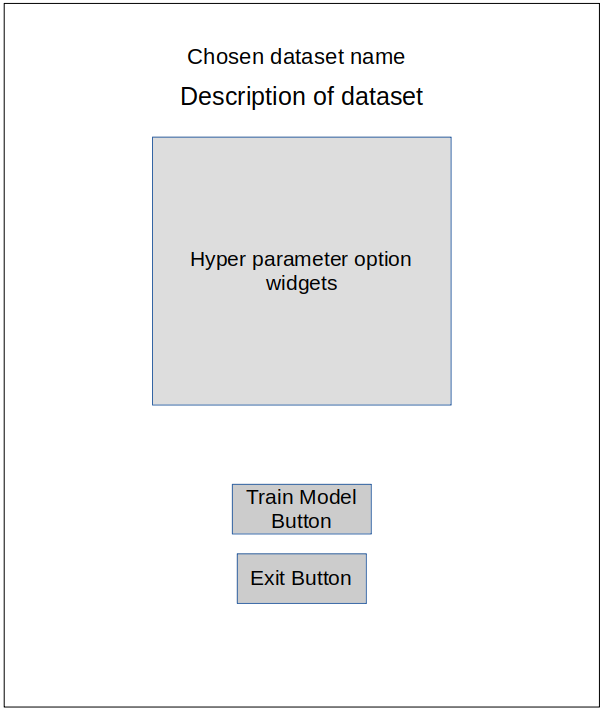 Chosen dataset name
Description of dataset
Hyper parameter option
widgets
Train Model
Button
Exit Button